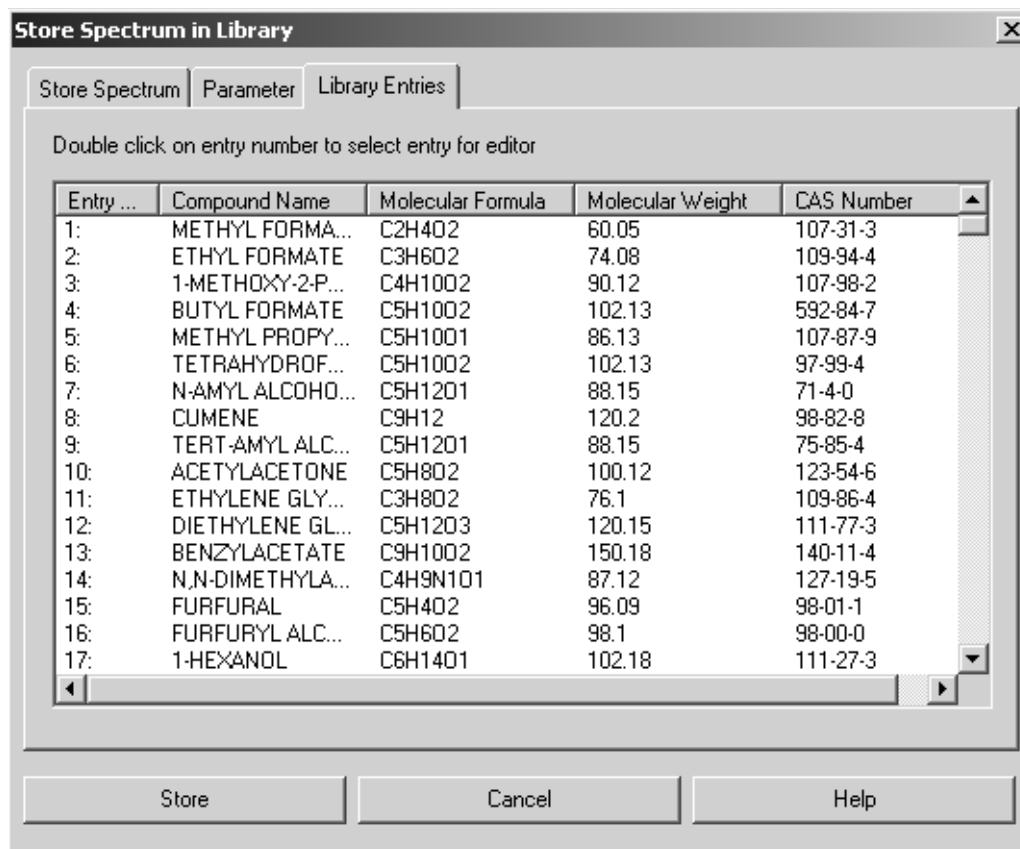 Store Spectrum in Library
Store Spectrum Parameter Library Entries
Double click on entry number to select entry for editor
Entry ... Compound Name Molecular Formula Molecular Weight CAS Number
1: METHYL FORMA... C2H4O2 60.05 107-31-3
2: ETHYL FORMATE C3H6O2 74.08 109-94-4
3: 1-METHOXY-2-P... C4H10O2 90.12 107-98-2
4: BUTYL FORMATE C5H10O2 102.13 592-84-7
5: METHYL PROPY... C5H10O1 86.13 107-87-9
6: TETRAHYDROF... C5H10O2 102.13 97-99-4
7: N-AMYL ALCOHO... C5H12O1 88.15 71-4-0
8: CUMENE C9H12 120.2 98-82-8
9: TERT-AMYL ALC... C5H12O1 88.15 75-85-4
10: ACETYLACETONE C5H8O2 100.12 123-54-6
11: ETHYLENE GLY... C3H8O2 76.1 109-86-4
12: DIETHYLENE GL... C5H12O3 120.15 111-77-3
13: BENZYLACETATE C9H10O2 150.18 140-11-4
14: N,N-DIMETHYLA... C4H9N1O1 87.12 127-19-5
15: FURFURAL C5H4O2 96.09 98-01-1
16: FURFURYL ALC... C5H6O2 98.1 98-00-0
17: 1-HEXANOL C6H14O1 102.18 111-27-3
Store Cancel Help